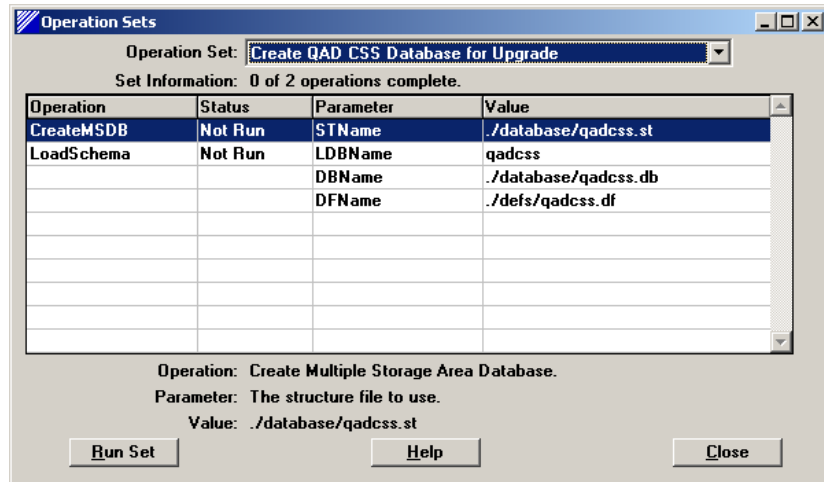 Operation Sets
Operation Set: Create QAD CSS Database for Upgrade
Set Information: 0 of 2 operations complete.
Operation Status Parameter Value
CreateMSDB Not Run STName ./database/qadcss.st
LoadSchema Not Run LDBName qadcss
DBName ./database/qadcss.db
DFName ./defs/qadcss.df
Operation: Create Multiple Storage Area Database.
Parameter: The structure file to use.
Value: ./database/qadcss.st
Run Set Help Close